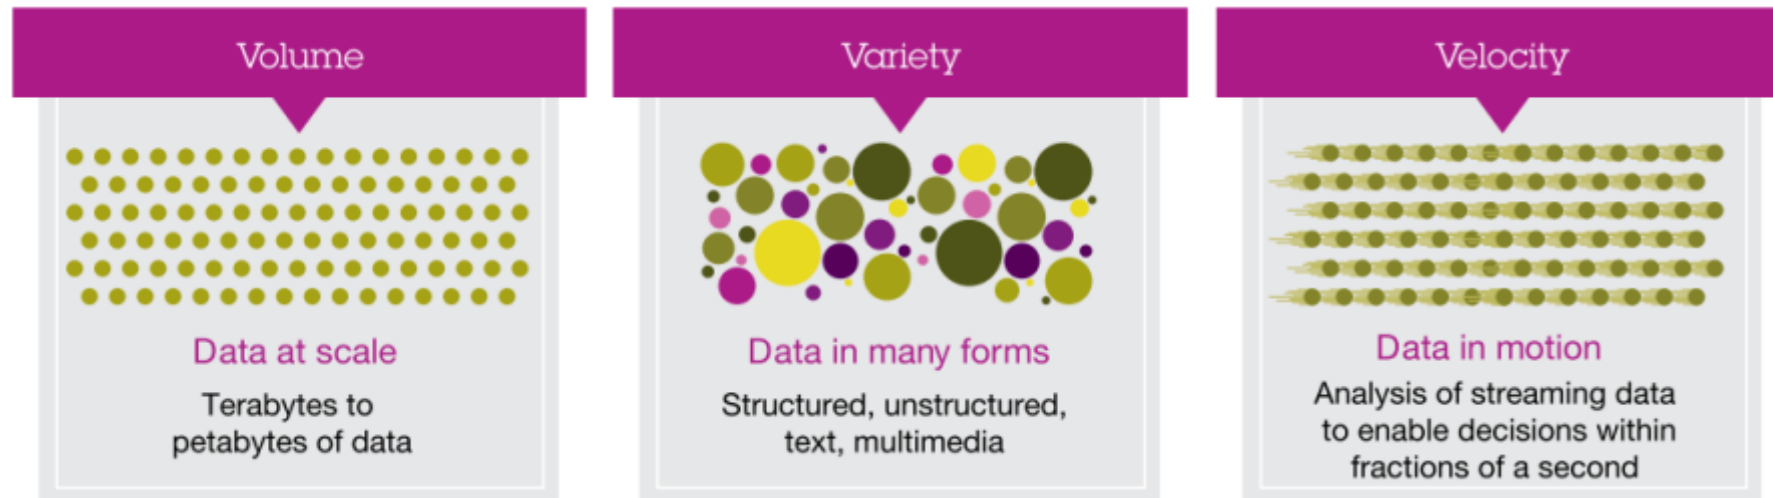 Volume
Data at scale
Terabytes to
petabytes of data
Variety
Data in many forms
Structured, unstructured,
text, multimedia
Velocity
Data in motion
Analysis of streaming data
to enable decisions within
fractions of a second